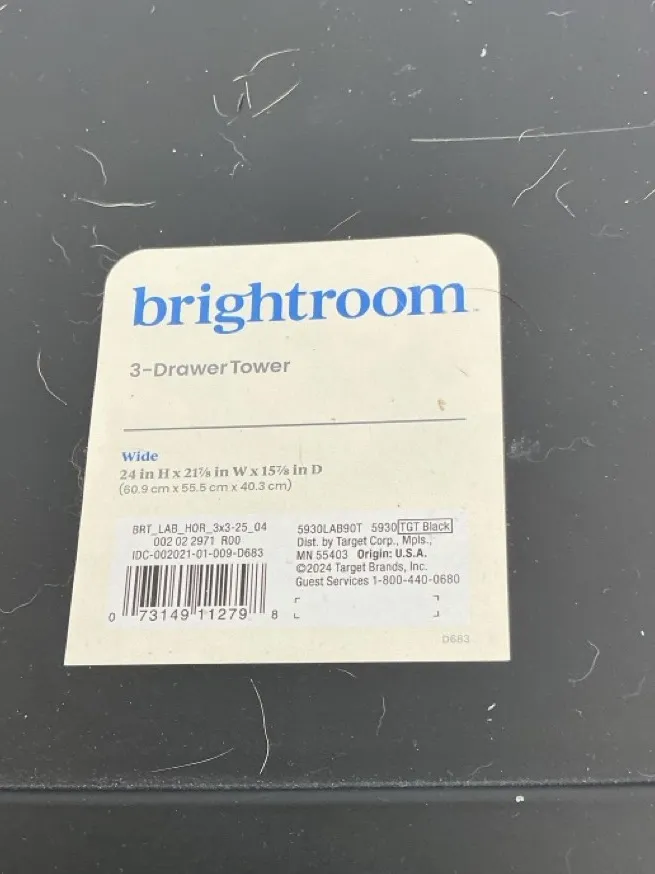 brightroom™
3-Drawer Tower
Wide
24 in H x 21⅞ in W x 15⅞ in D
(60.9 cm x 55.5 cm x 40.3 cm)
BRT_LAB_HOR_3x3-25_04
002 02 2971 R00
IDC-002021-01-009-D683
0 73149 11279 8
5930LAB90T 5930 TGT Black
Dist. by Target Corp., Mpls.,
MN 55403 Origin: U.S.A.
©2024 Target Brands, Inc.
Guest Services 1-800-440-0680
D683